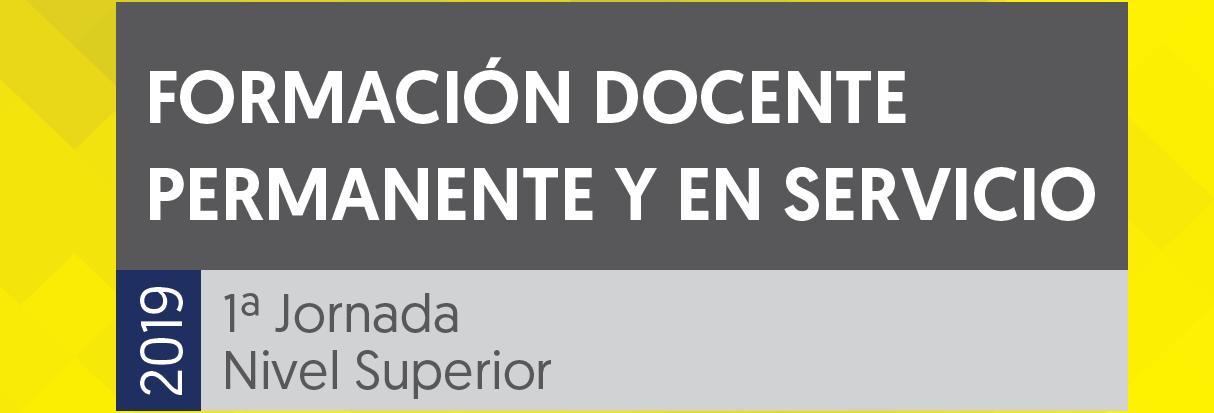 FORMACIÓN DOCENTE
PERMANENTE Y EN SERVICIO
2019
1ª Jornada
Nivel Superior